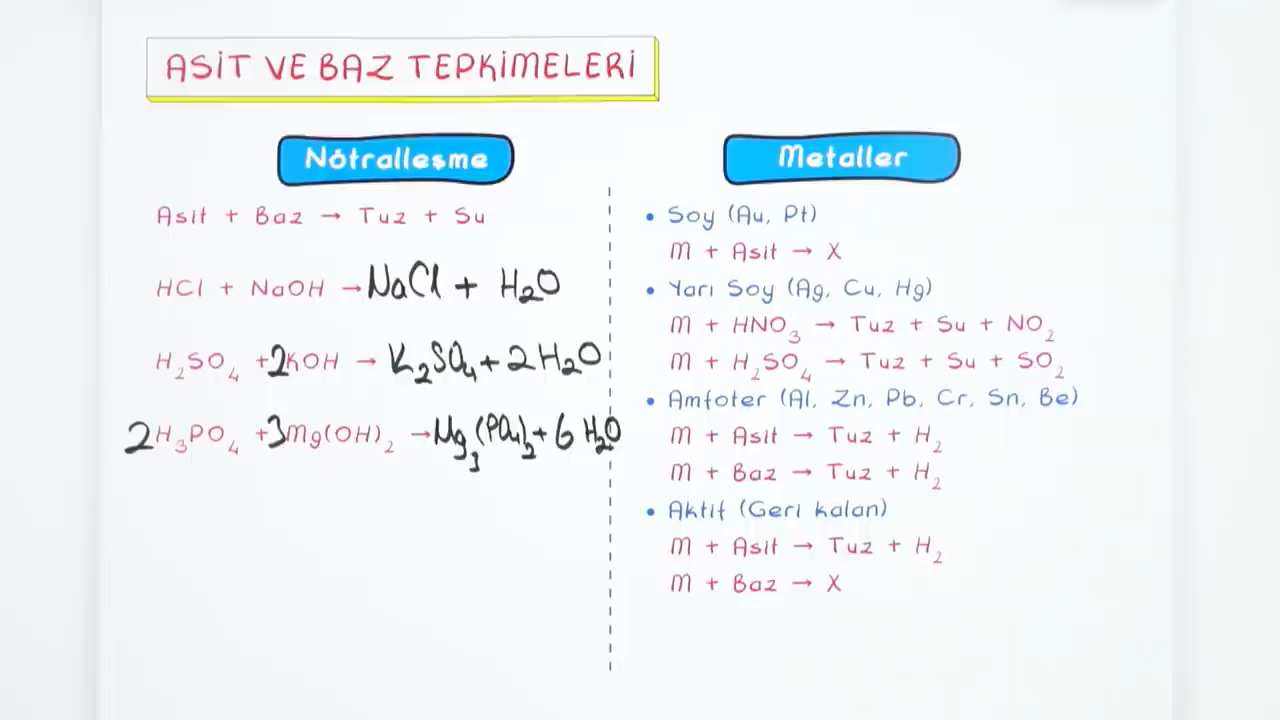 ASİT VE BAZ TEPKİMELERİ
Nötralleşme
Asit + Baz → Tuz + Su
HCl + NaOH → NaCl + H₂O
H₂SO₄ + 2KOH → K₂SO₄ + 2H₂O
2H₃PO₄ + 3Mg(OH)₂ → Mg₃(PO₄)₂ + 6H₂O
Metaller
• Soy (Au, Pt)
M + Asit → X
• Yarı Soy (Ag, Cu, Hg)
M + HNO₃ → Tuz + Su + NO₂
M + H₂SO₄ → Tuz + Su + SO₂
• Amfoter (Al, Zn, Pb, Cr, Sn, Be)
M + Asit → Tuz + H₂
M + Baz → Tuz + H₂
• Aktif (Geri kalan)
M + Asit → Tuz + H₂
M + Baz → X